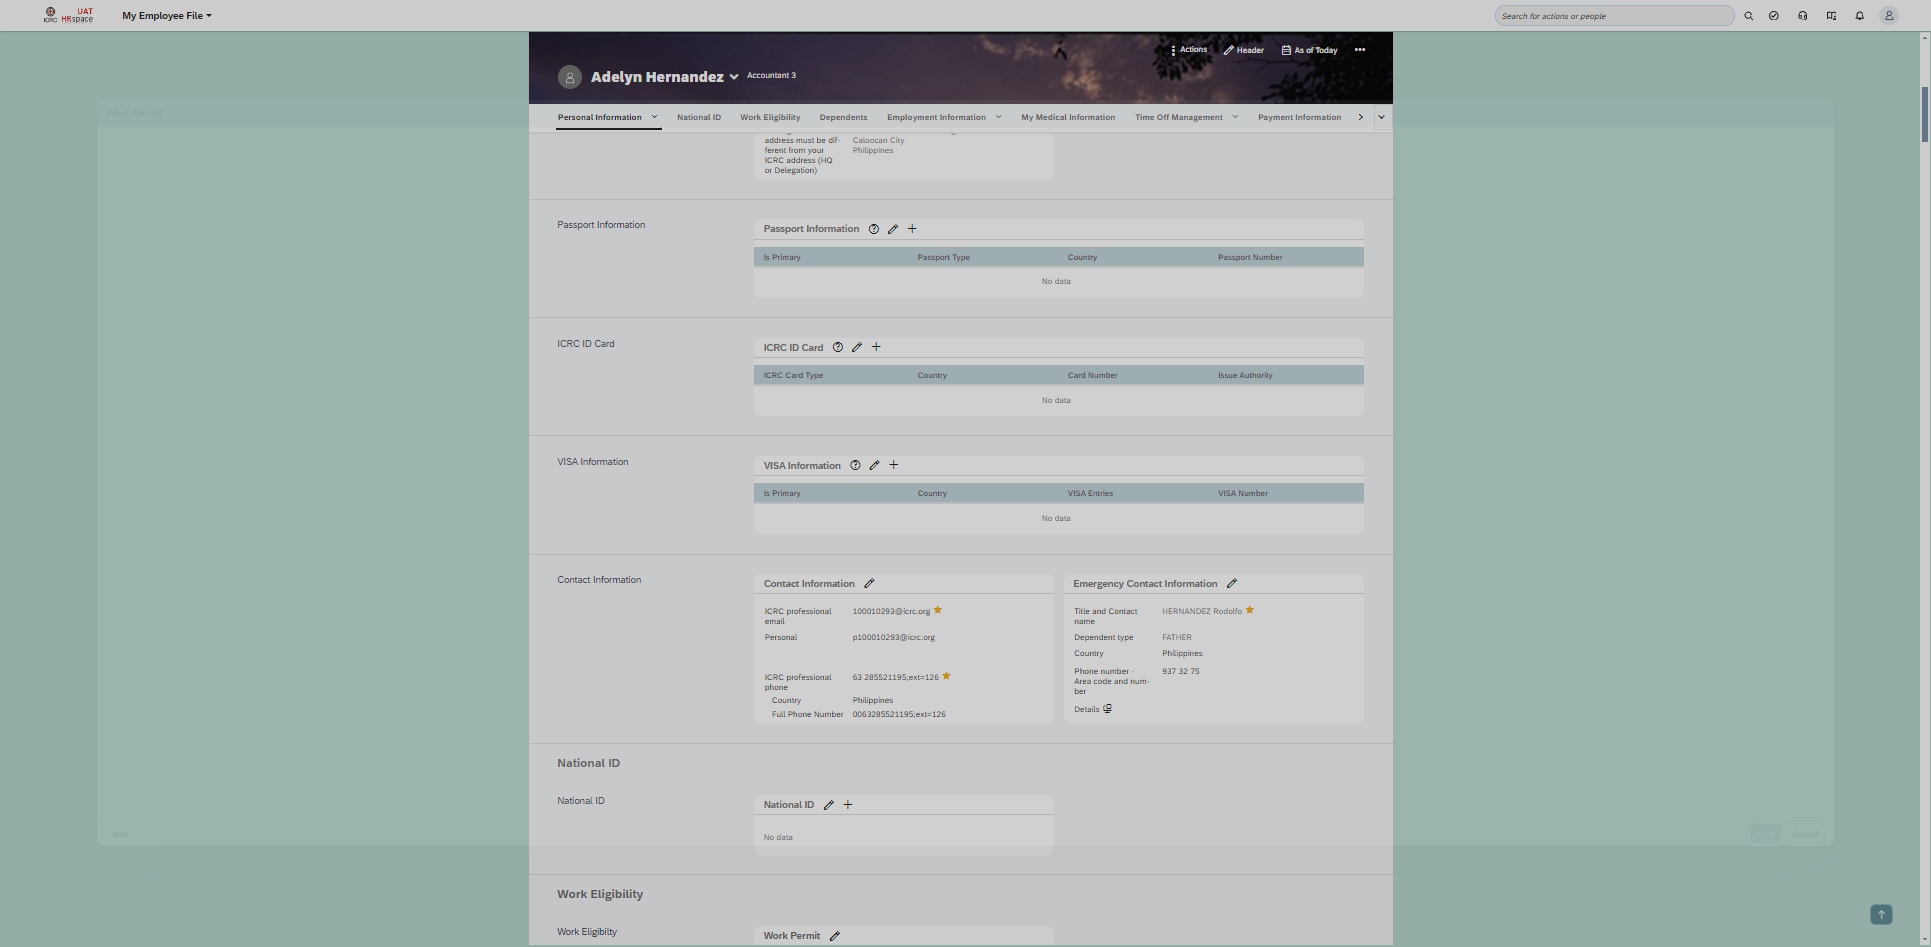 ICRC
UAT
HRspace
My Employee File
Search for actions or people
Actions
Header
As of Today
Adelyn Hernandez
Accountant 3
Work Permit
Personal Information
National ID
Work Eligibility
Dependents
Employment Information
My Medical Information
Time Off Management
Payment Information
address must be dif-
ferent from your
ICRC address (HQ
or Delegation)
Caloocan City
Philippines
Passport Information
Passport Information
Is Primary
Passport Type
Country
Passport Number
No data
ICRC ID Card
ICRC ID Card
ICRC Card Type
Country
Card Number
Issue Authority
No data
VISA Information
VISA Information
Is Primary
Country
VISA Entries
VISA Number
No data
Contact Information
Contact Information
ICRC professional
email
100010293@icrc.org
Personal
p100010293@icrc.org
ICRC professional
phone
63 285521195;ext=126
Country
Philippines
Full Phone Number
0063285521195;ext=126
Emergency Contact Information
Title and Contact
name
HERNANDEZ Rodolfo
Dependent type
FATHER
Country
Philippines
Phone number -
Area code and num-
ber
937 32 75
Details
National ID
National ID
National ID
No data
Add
Cancel
Work Eligibility
Work Eligibilty
Work Permit